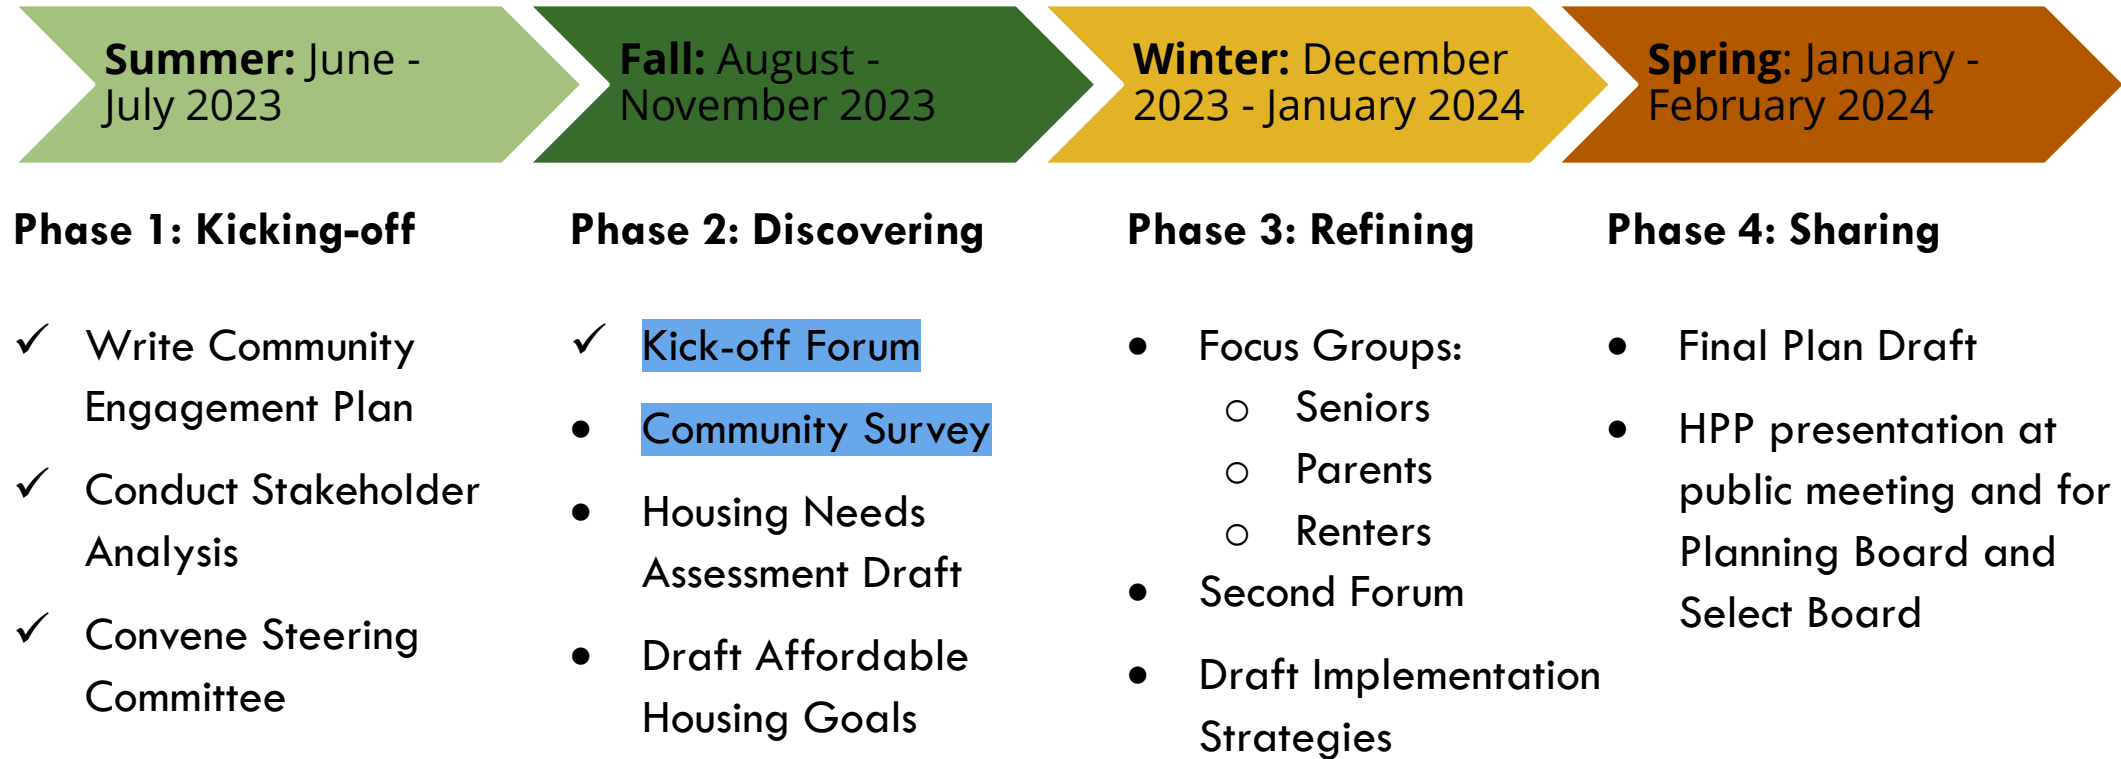 Summer: June -
July 2023
Fall: August -
November 2023
Winter: December
2023 - January 2024
Spring: January -
February 2024
Phase 1: Kicking-off
✓ Write Community
Engagement Plan
✓ Conduct Stakeholder
Analysis
✓ Convene Steering
Committee
Phase 2: Discovering
✓ Kick-off Forum
• Community Survey
• Housing Needs
Assessment Draft
• Draft Affordable
Housing Goals
Phase 3: Refining
• Focus Groups:
o Seniors
o Parents
o Renters
• Second Forum
• Draft Implementation
Strategies
Phase 4: Sharing
• Final Plan Draft
• HPP presentation at
public meeting and for
Planning Board and
Select Board